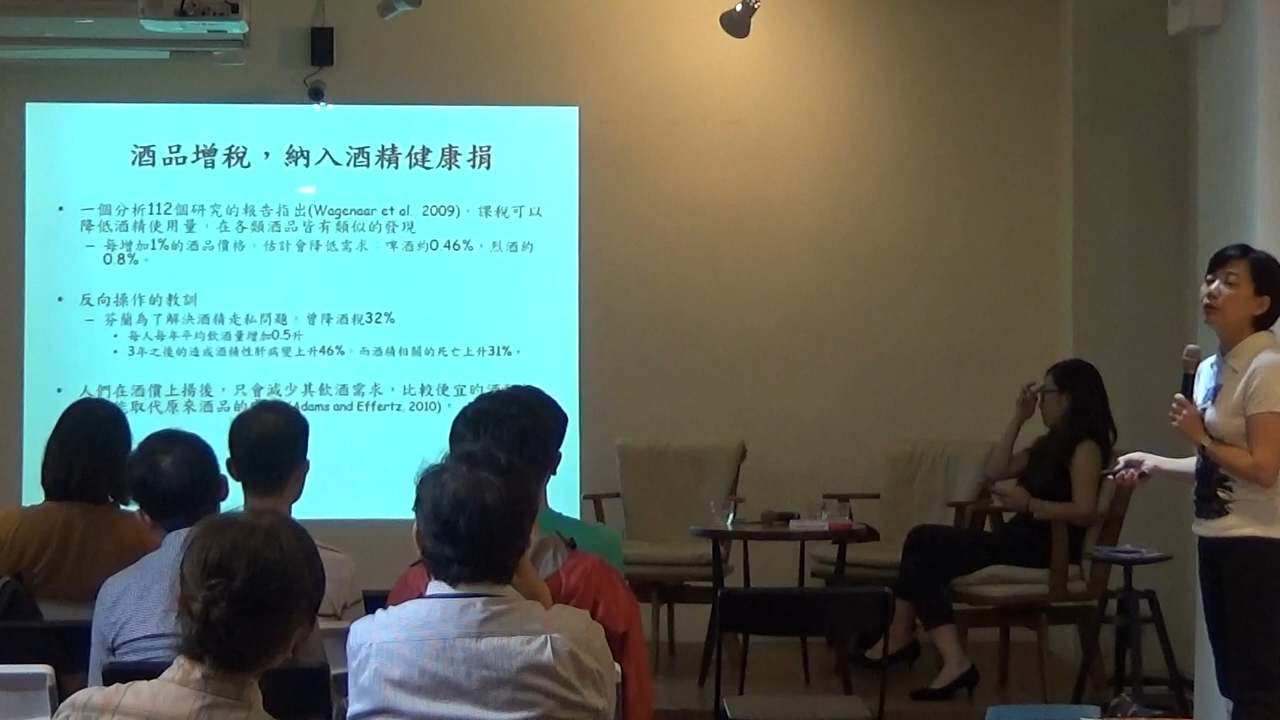 酒品增稅，納入酒精健康捐
• 一個分析112個研究的報告指出(Wagenaar et al. 2009)，課稅可以
降低酒精使用量，在各類酒品皆有類似的發現
– 每增加1%的酒品價格，估計會降低需求：啤酒約0.46%，烈酒約
0.8%。
• 反向操作的教訓
– 芬蘭為了解決酒精走私問題，曾降酒稅32%
• 每人每年平均飲酒量增加0.5升
• 3年之後的造成酒精性肝病變上升46%，而酒精相關的死亡上升31%。
• 人們在酒價上揚後，只會減少其飲酒需求，比較便宜的酒
能取代原來酒品的 (Adams and Effertz, 2010)。